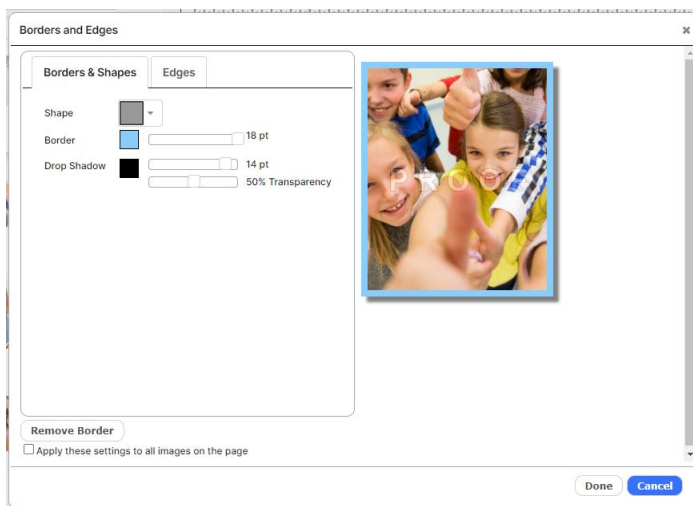 Borders and Edges
Borders & Shapes
Edges
Shape
Border
18 pt
Drop Shadow
14 pt
50% Transparency
PROO
Remove Border
Apply these settings to all images on the page
Done
Cancel